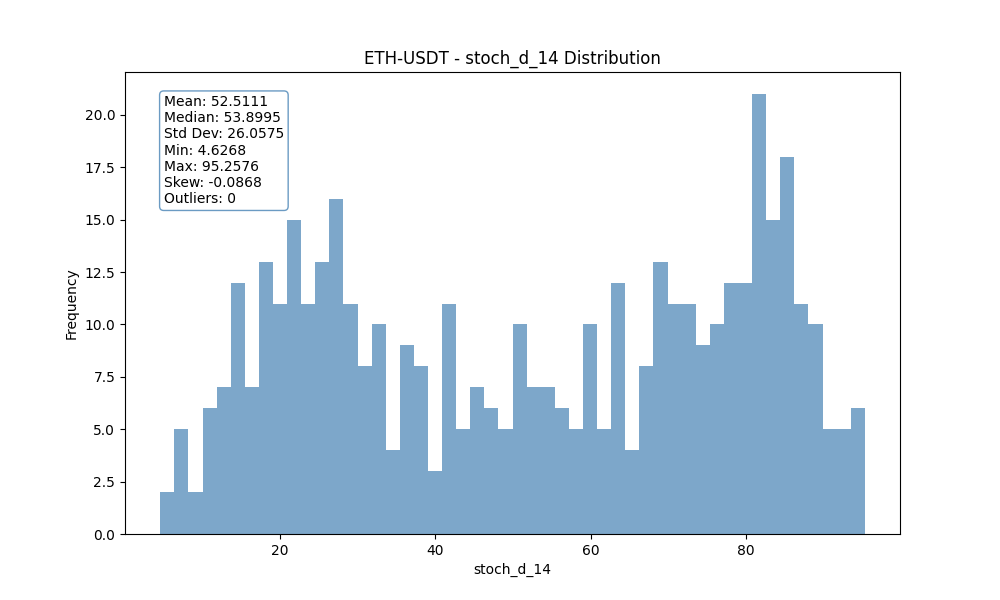 ETH-USDT - stoch_d_14 Distribution
Mean: 52.5111
Median: 53.8995
Std Dev: 26.0575
Min: 4.6268
Max: 95.2576
Skew: -0.0868
Outliers: 0
Frequency
20.0
17.5
15.0
12.5
10.0
7.5
5.0
2.5
0.0
20 40 60 80
stoch_d_14